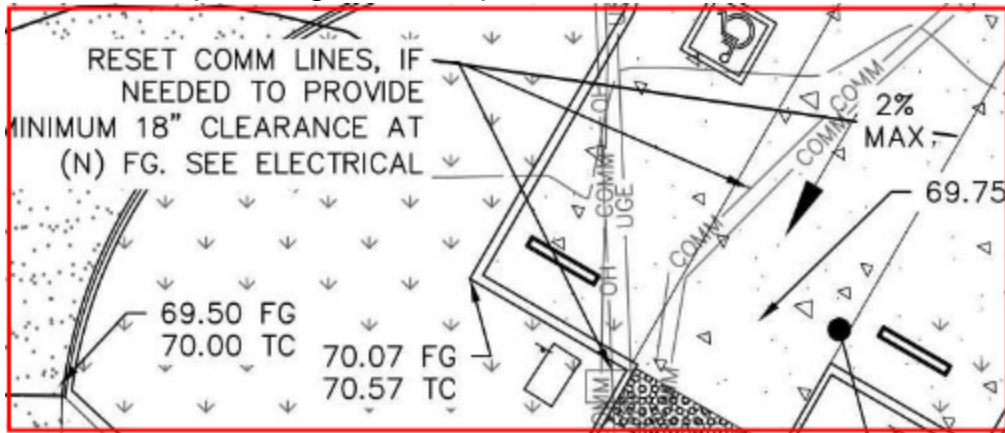 RESET COMM LINES, IF
NEEDED TO PROVIDE
MINIMUM 18" CLEARANCE AT
(N) FG. SEE ELECTRICAL
2%
MAX
69.75
69.50 FG
70.00 TC
70.07 FG
70.57 TC
COMM
COMM
COMM
COMM
COMM
UGE
OH
OH